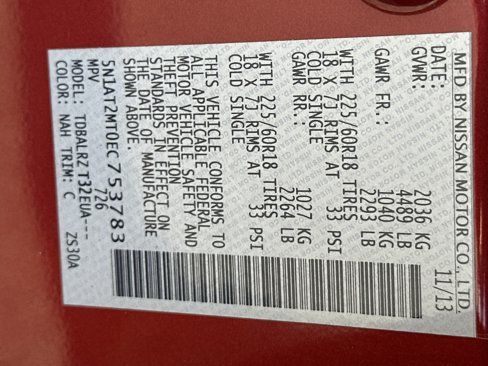 MFD BY NISSAN MOTOR CO., LTD.
DATE: 11/13
GVWR: 2036 KG
4489 LB
GAWR FR.: 1040 KG
2293 LB
WITH 225/60R18 TIRES
18 X 7J RIMS AT 33 PSI
COLD SINGLE
GAWR RR.: 1027 KG
2264 LB
WITH 225/60R18 TIRES
18 X 7J RIMS AT 33 PSI
COLD SINGLE
THIS VEHICLE CONFORMS TO
ALL APPLICABLE FEDERAL
MOTOR VEHICLE SAFETY AND
THEFT PREVENTION
STANDARDS IN EFFECT ON
THE DATE OF MANUFACTURE
SHOWN ABOVE.
5N1AT2MT0EC753783
MPV 726
MODEL: TDBALRZ T32EUA---
COLOR: NAH TRIM: C ZS30A